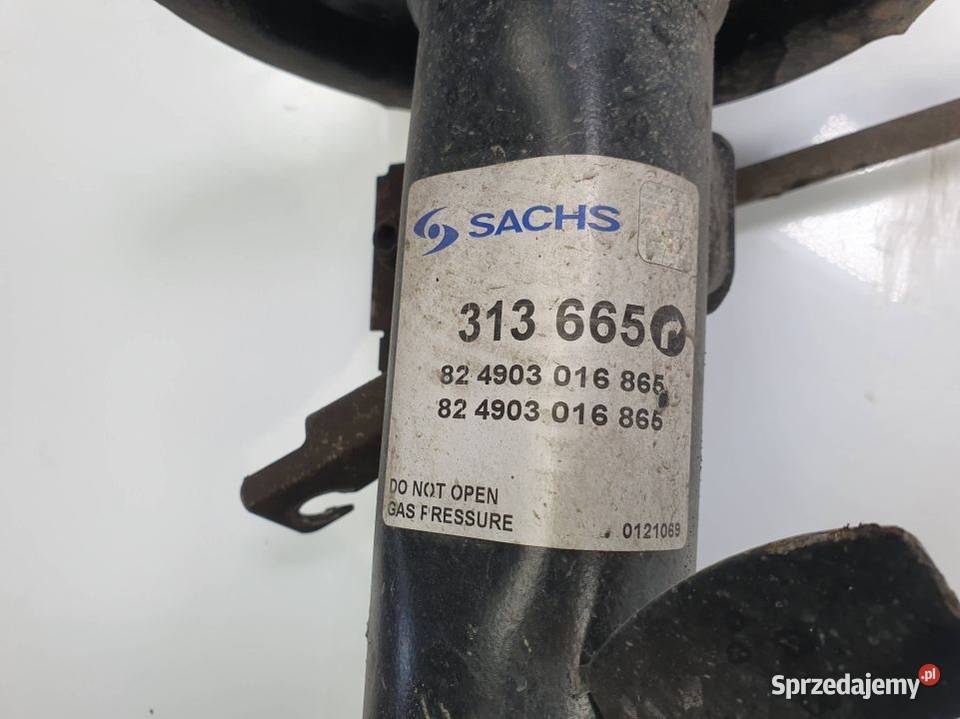 SACHS
313 665 r
82 4903 016 865
82 4903 016 865
DO NOT OPEN
GAS PRESSURE
0121069
Sprzedajemy.pl